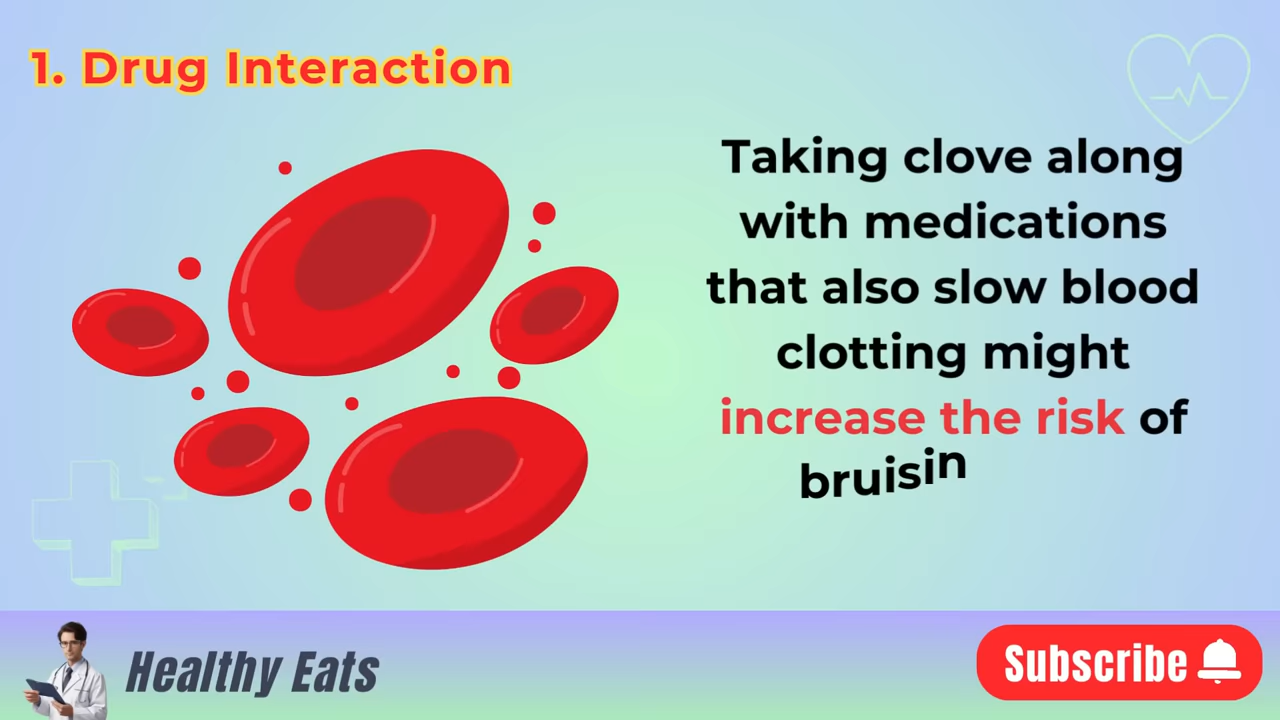 1. Drug Interaction
Taking clove along
with medications
that also slow blood
clotting might
increase the risk of
bruisin
Healthy Eats
Subscribe